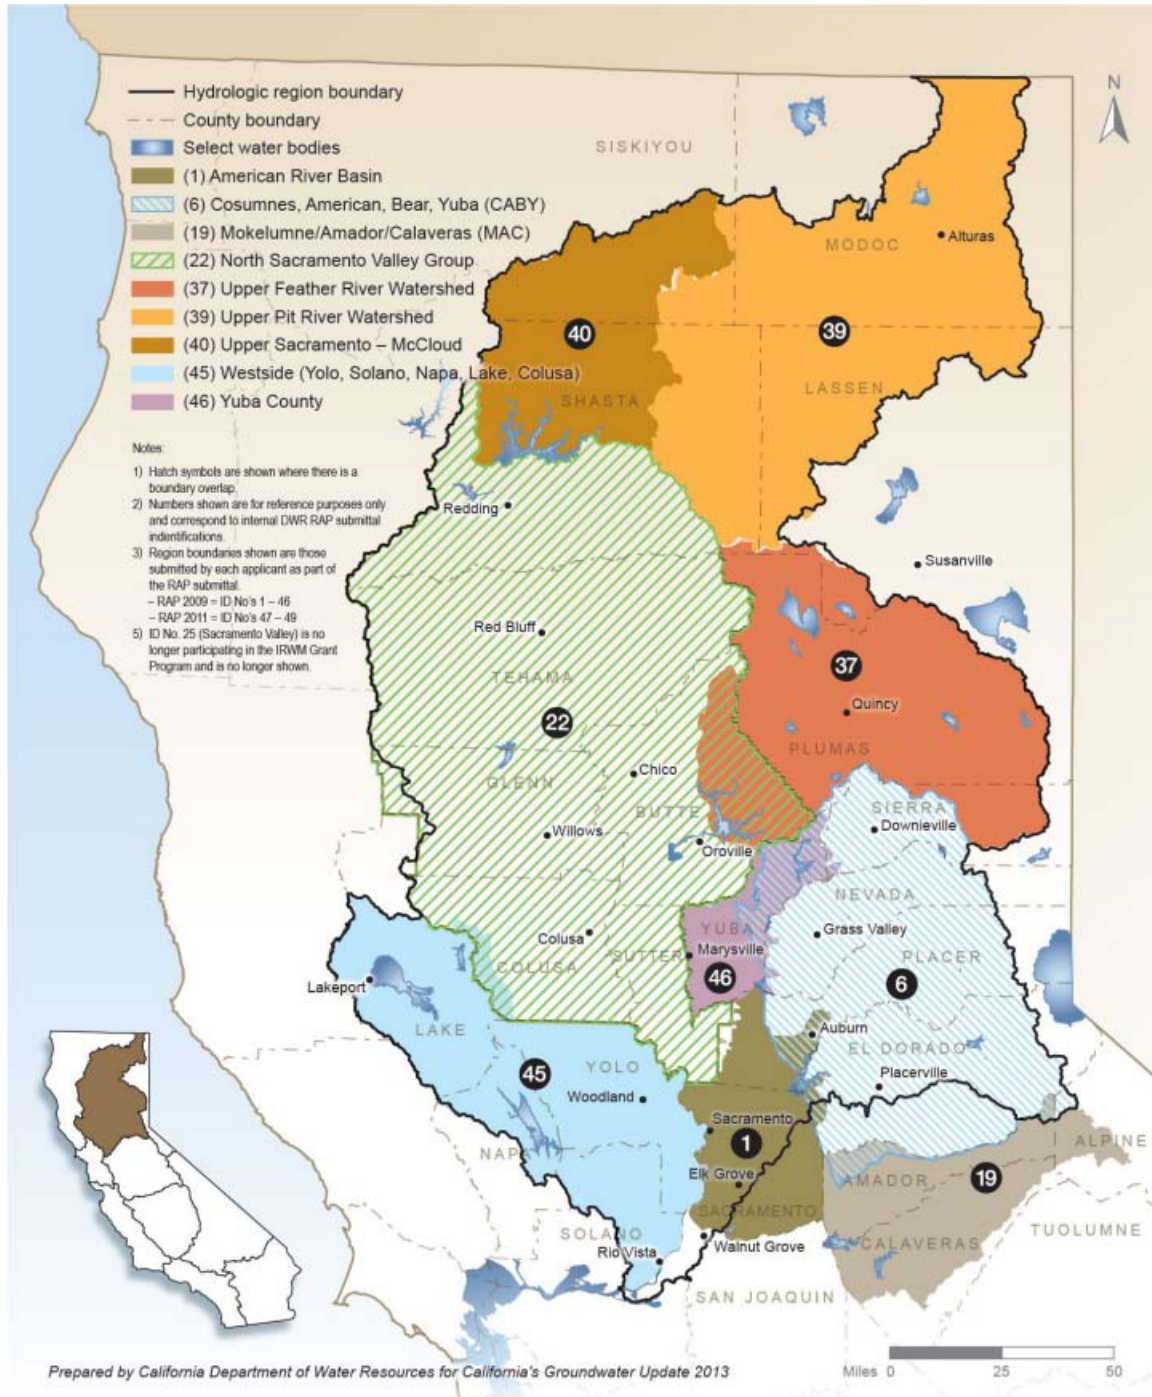 N
Hydrologic region boundary
County boundary
Select water bodies
(1) American River Basin
(6) Cosumnes, American, Bear, Yuba (CABY)
(19) Mokelumne/Amador/Calaveras (MAC)
(22) North Sacramento Valley Group
(37) Upper Feather River Watershed
(39) Upper Pit River Watershed
(40) Upper Sacramento – McCloud
(45) Westside (Yolo, Solano, Napa, Lake, Colusa)
(46) Yuba County
Notes:
1) Hatch symbols are shown where there is a
boundary overlap.
2) Numbers shown are for reference purposes only
and correspond to internal DWR RAP submittal
indentifications.
3) Region boundaries shown are those
submitted by each applicant as part of
the RAP submittal.
– RAP 2009 = ID No's 1 – 46
– RAP 2011 = ID No's 47 – 49
5) ID No. 25 (Sacramento Valley) is no
longer participating in the IRWM Grant
Program and is no longer shown.
SISKIYOU
MODOC
Alturas
40
39
LASSEN
SHASTA
Redding
Susanville
Red Bluff
TEHAMA
37
Quincy
22
PLUMAS
Chico
GLENN
BUTTE
SIERRA
Downieville
Willows
Oroville
NEVADA
Colusa
YUBA
Grass Valley
Marysville
SUTTER
PLACER
COLUSA
46
6
Lakeport
LAKE
Auburn
EL DORADO
YOLO
45
Placerville
Woodland
Sacramento
1
ALPINE
NAPA
Elk Grove
19
AMADOR
SACRAMENTO
TUOLUMNE
SOLANO
Walnut Grove
CALAVERAS
Rio Vista
SAN JOAQUIN
Prepared by California Department of Water Resources for California's Groundwater Update 2013
Miles 0 25 50